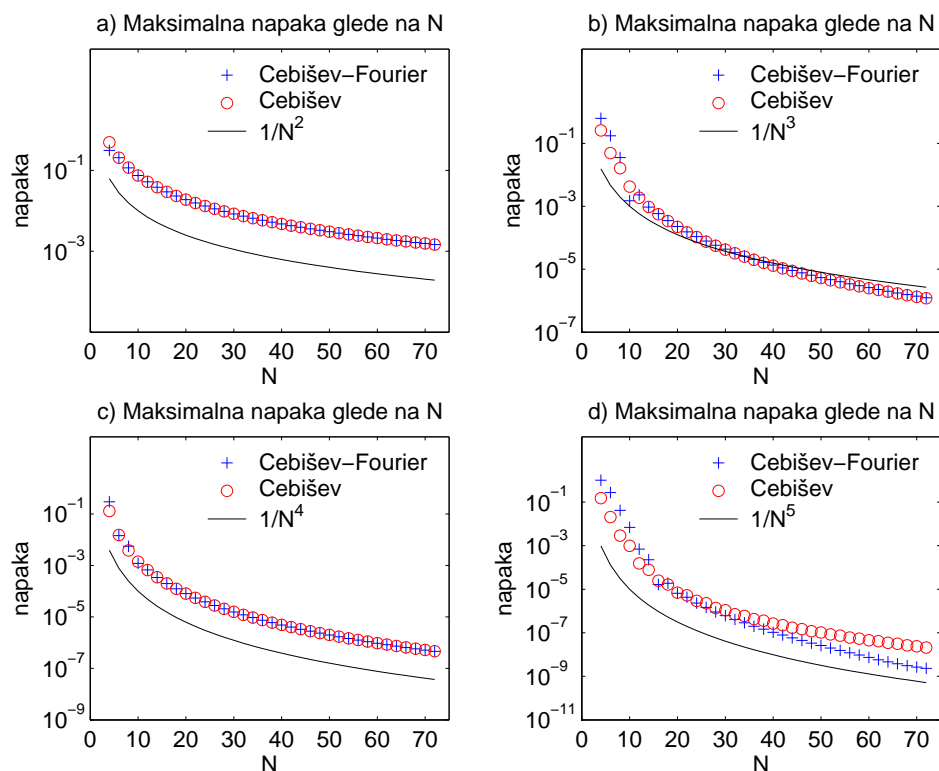 a) Maksimalna napaka glede na N
Cebišev−Fourier
Cebišev
1/N^2
napaka
10^−1
10^−3
0 10 20 30 40 50 60 70
N
b) Maksimalna napaka glede na N
Cebišev−Fourier
Cebišev
1/N^3
napaka
10^−1
10^−3
10^−5
10^−7
0 10 20 30 40 50 60 70
N
c) Maksimalna napaka glede na N
Cebišev−Fourier
Cebišev
1/N^4
napaka
10^−1
10^−3
10^−5
10^−7
10^−9
0 10 20 30 40 50 60 70
N
d) Maksimalna napaka glede na N
Cebišev−Fourier
Cebišev
1/N^5
napaka
10^−1
10^−3
10^−5
10^−7
10^−9
10^−11
0 10 20 30 40 50 60 70
N